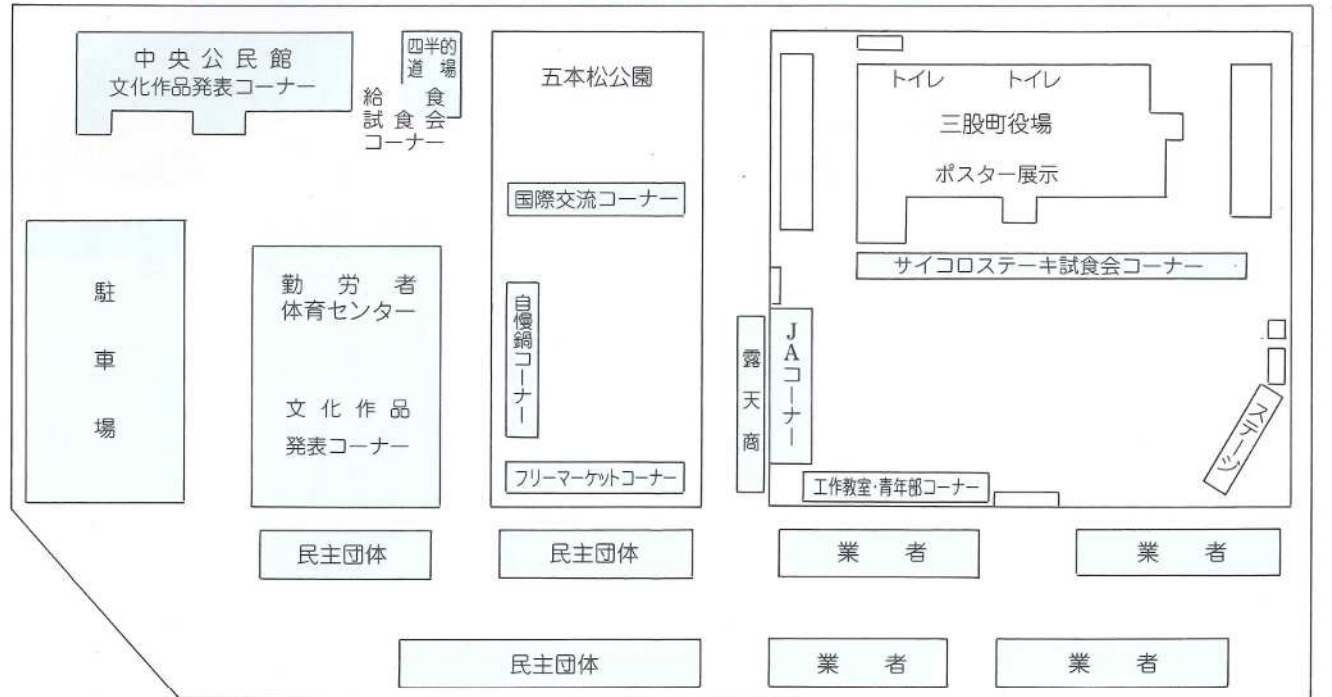 中央公民館
文化作品発表コーナー
四半的
道場
給食
試食会
コーナー
五本松公園
トイレ トイレ
三股町役場
ポスター展示
国際交流コーナー
サイコロステーキ試食会コーナー
駐車場
勤労者
体育センター
文化作品
発表コーナー
自慢鍋コーナー
フリーマーケットコーナー
露天商
JAコーナー
工作教室・青年部コーナー
ステージ
民主団体
民主団体
業者
業者
民主団体
業者
業者